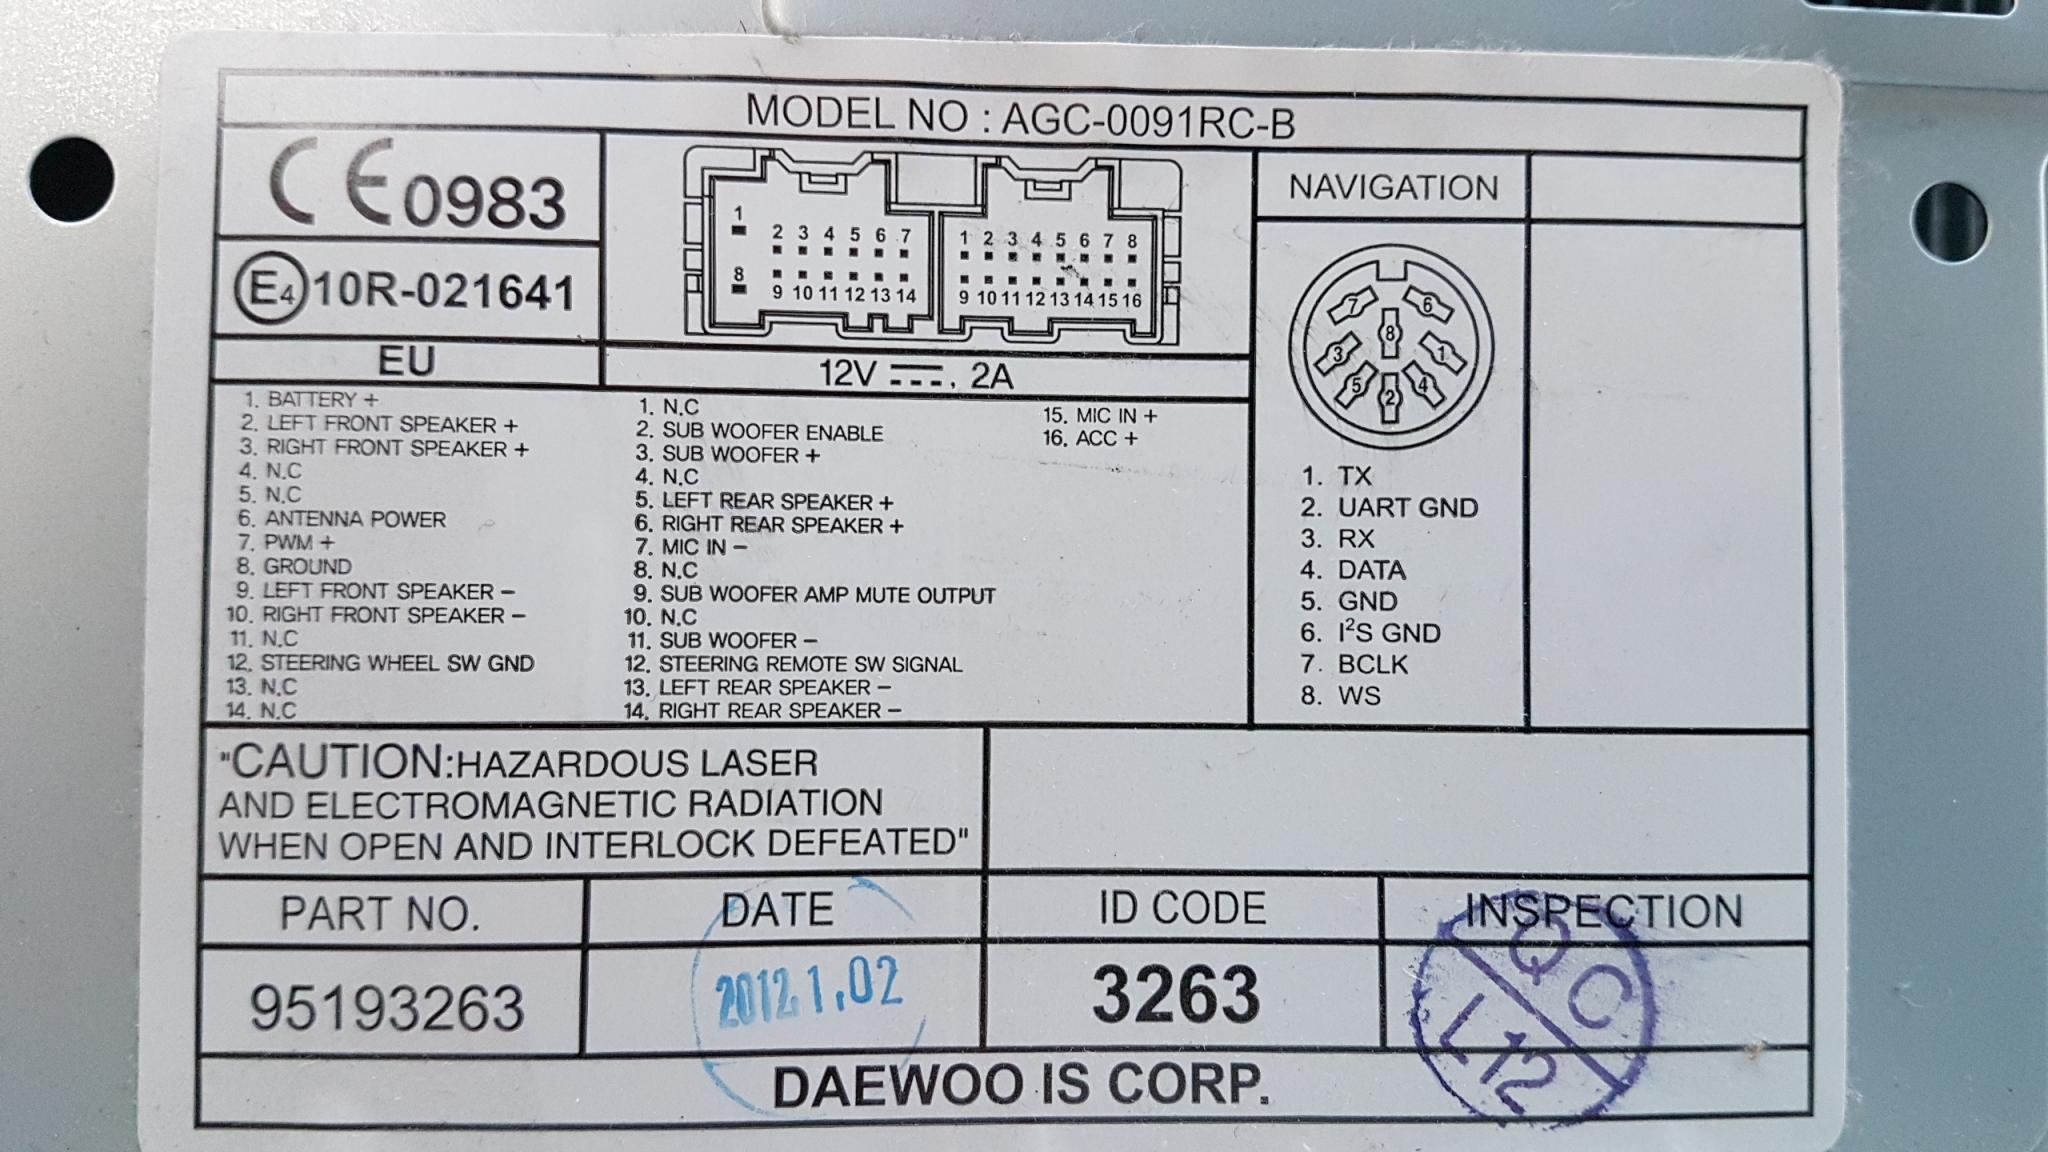 MODEL NO : AGC-0091RC-B
CE0983
E4 10R-021641
EU
1
2 3 4 5 6 7
8
9 10 11 12 13 14
1 2 3 4 5 6 7 8
9 10 11 12 13 14 15 16
12V ⎓, 2A
1. BATTERY +
2. LEFT FRONT SPEAKER +
3. RIGHT FRONT SPEAKER +
4. N.C
5. N.C
6. ANTENNA POWER
7. PWM +
8. GROUND
9. LEFT FRONT SPEAKER −
10. RIGHT FRONT SPEAKER −
11. N.C
12. STEERING WHEEL SW GND
13. N.C
14. N.C
1. N.C
2. SUB WOOFER ENABLE
3. SUB WOOFER +
4. N.C
5. LEFT REAR SPEAKER +
6. RIGHT REAR SPEAKER +
7. MIC IN −
8. N.C
9. SUB WOOFER AMP MUTE OUTPUT
10. N.C
11. SUB WOOFER −
12. STEERING REMOTE SW SIGNAL
13. LEFT REAR SPEAKER −
14. RIGHT REAR SPEAKER −
15. MIC IN +
16. ACC +
NAVIGATION
7 6
8
3 1
5 4
2
1. TX
2. UART GND
3. RX
4. DATA
5. GND
6. I²S GND
7. BCLK
8. WS
"CAUTION:HAZARDOUS LASER
AND ELECTROMAGNETIC RADIATION
WHEN OPEN AND INTERLOCK DEFEATED"
PART NO.
95193263
DATE
2012.1.02
ID CODE
3263
INSPECTION
QC
L12
DAEWOO IS CORP.